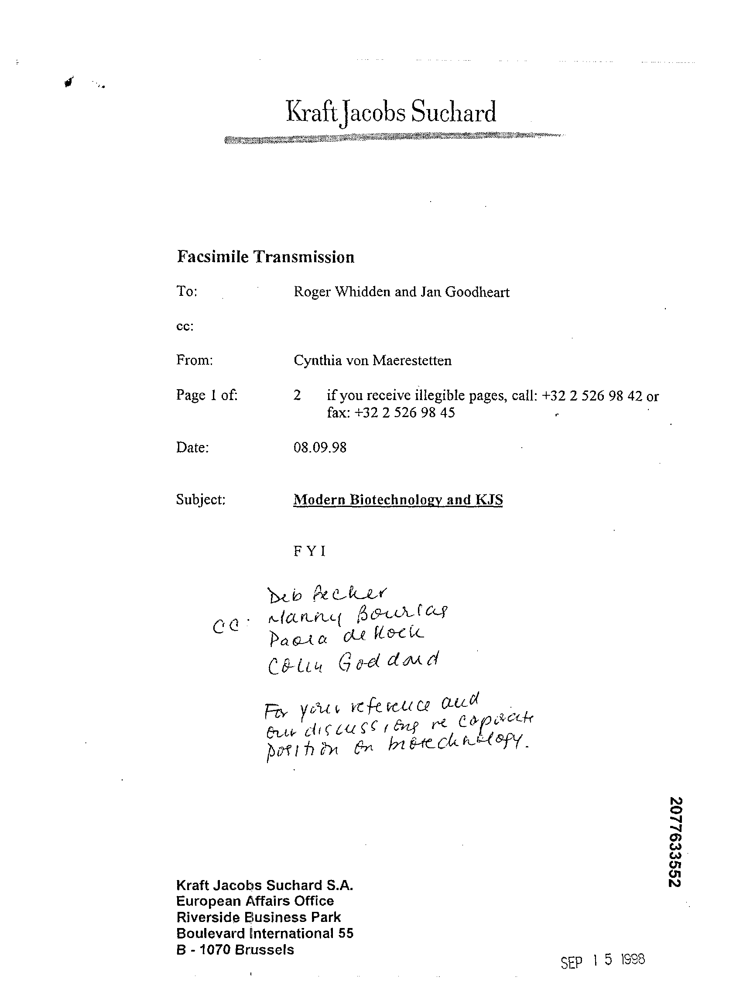 Kraft Jacobs Suchard
Facsimile Transmission
To: Roger Whidden and Jan Goodheart
cc:
From: Cynthia von Maerestetten
Page 1 of: 2 if you receive illegible pages, call: +32 2 526 98 42 or
fax: +32 2 526 98 45
Date: 08.09.98
Subject: Modern Biotechnology and KJS
F Y I
Deb Becker
CC: Manny Bourlas
Paola de Kock
Colin Goddard
For your reference and
our discussions re corporate
position on biotechnology.
2077633552
Kraft Jacobs Suchard S.A.
European Affairs Office
Riverside Business Park
Boulevard International 55
B - 1070 Brussels
SEP 15 1998